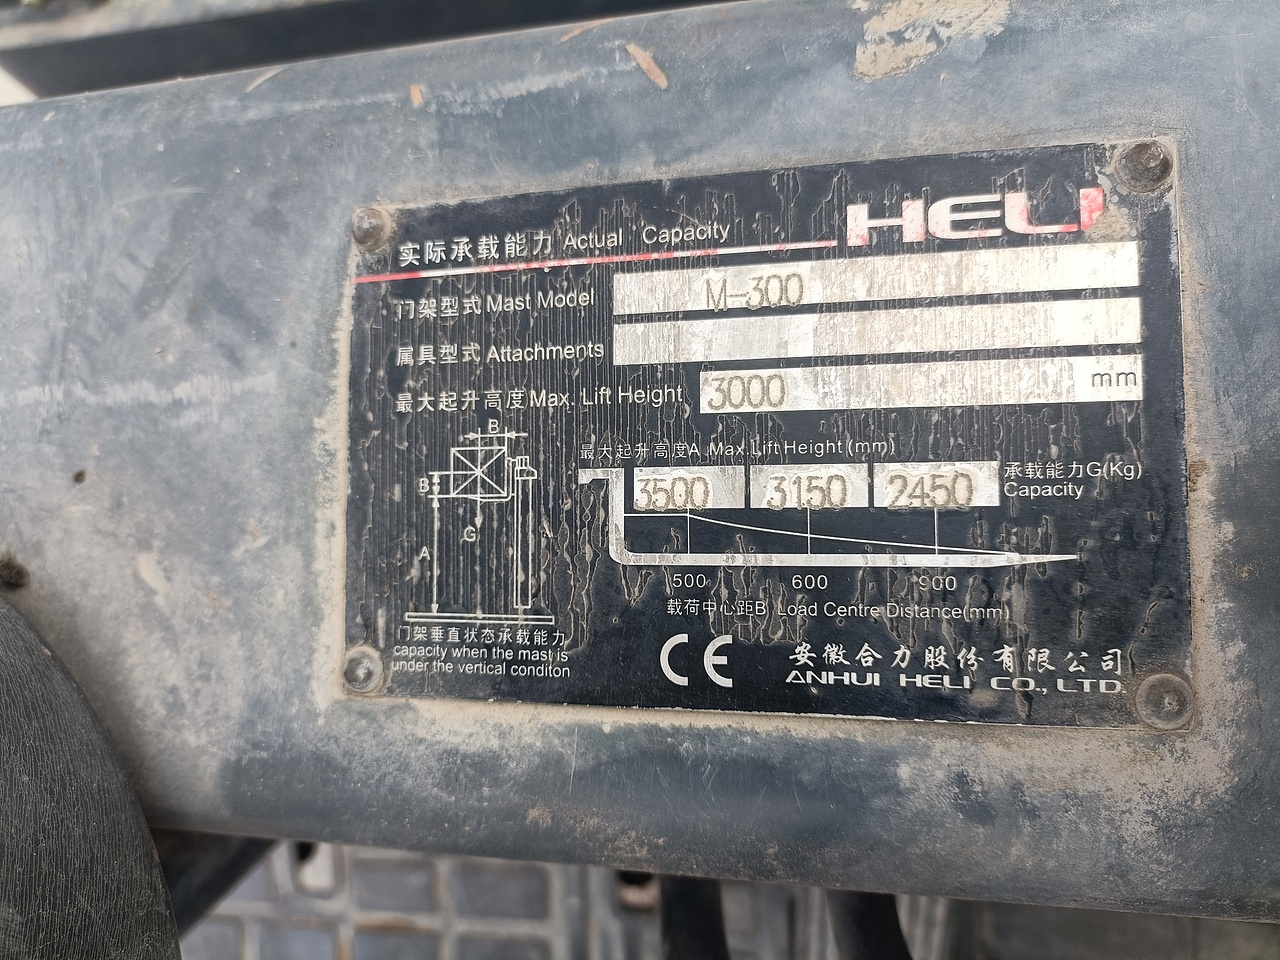 HELI
实际承载能力 Actual Capacity
门架型式 Mast Model M-300
属具型式 Attachments
最大起升高度 Max. Lift Height 3000 mm
最大起升高度A Max.Lift Height (mm)
3500 3150 2450 承载能力G(Kg)
Capacity
B
B
G
A
500 600 900
载荷中心距B Load Centre Distance(mm)
门架垂直状态承载能力
capacity when the mast is
under the vertical conditon
CE
安徽合力股份有限公司
ANHUI HELI CO., LTD.